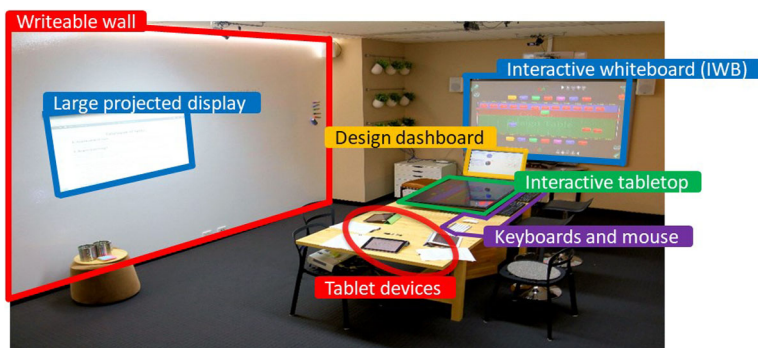 Writeable wall
Large projected display
Interactive whiteboard (IWB)
Design dashboard
Interactive tabletop
Keyboards and mouse
Tablet devices